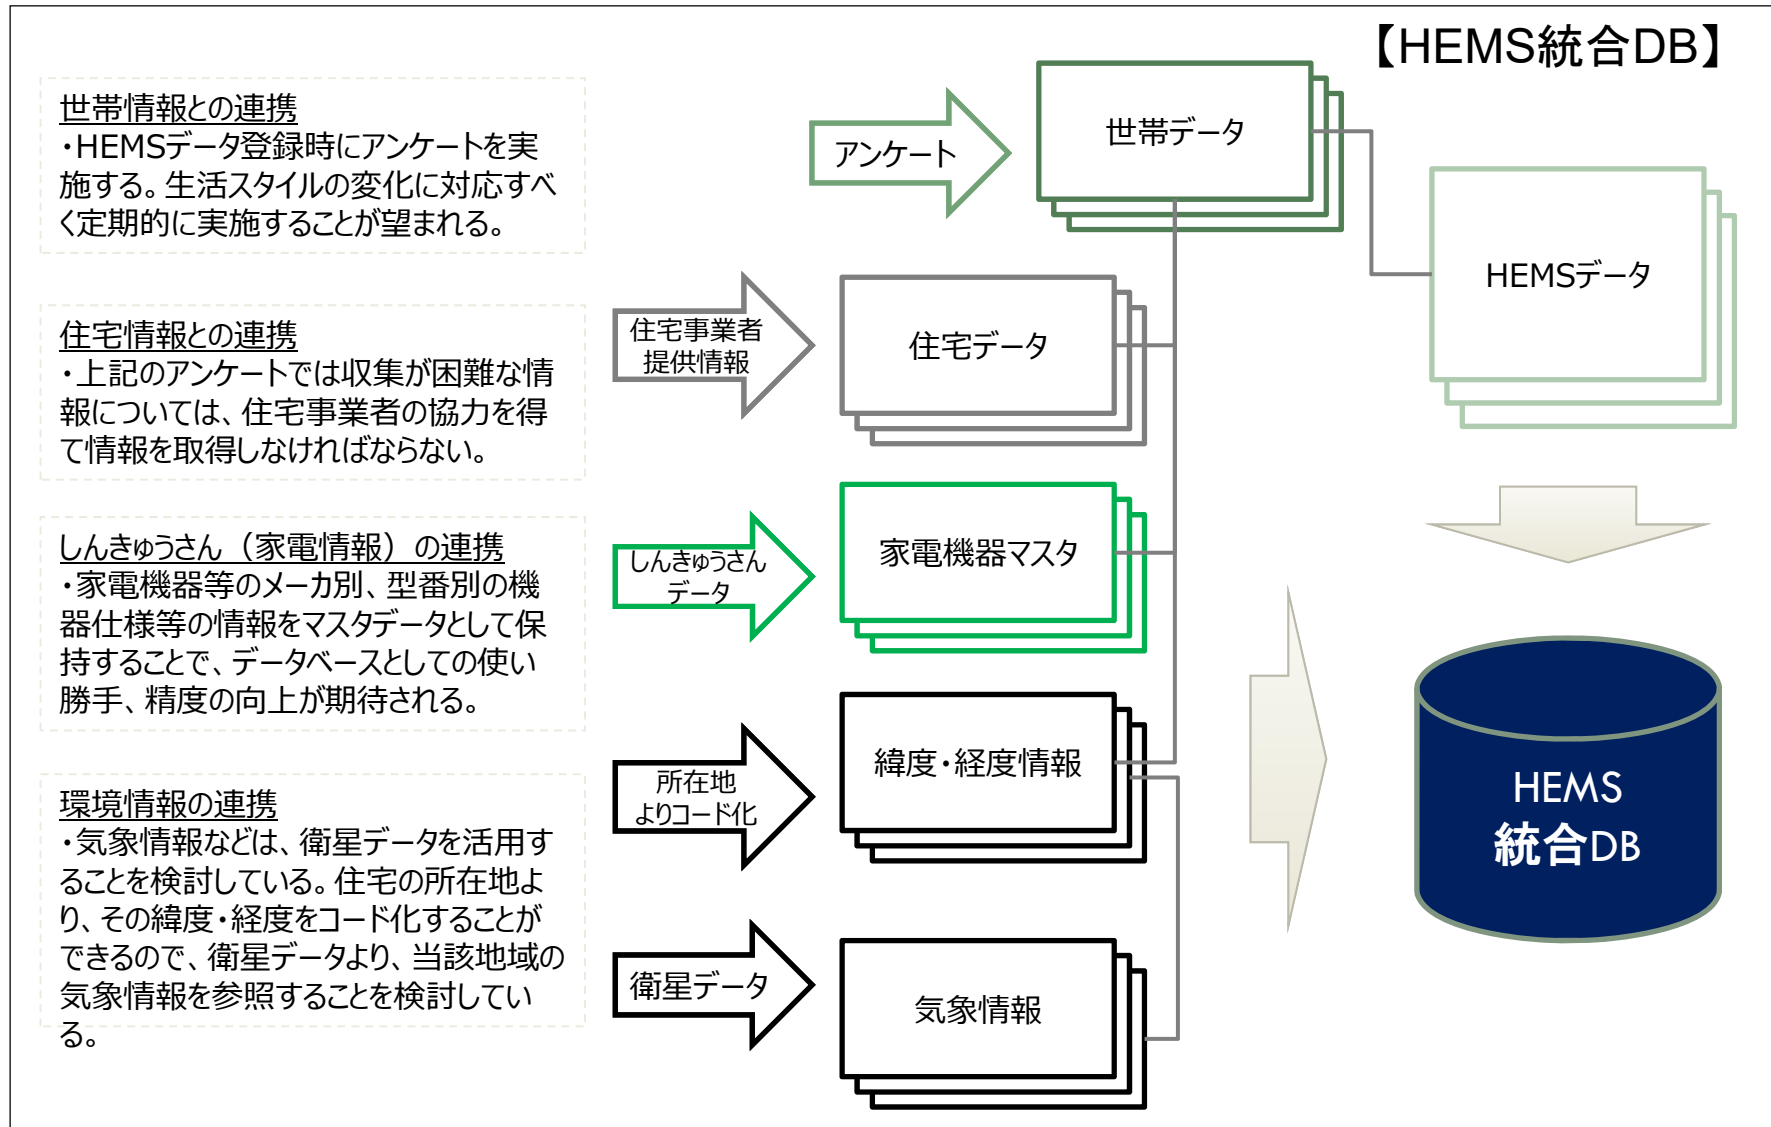 【HEMS統合DB】
世帯情報との連携
・HEMSデータ登録時にアンケートを実
施する。生活スタイルの変化に対応すべ
く定期的に実施することが望まれる。
住宅情報との連携
・上記のアンケートでは収集が困難な情
報については、住宅事業者の協力を得
て情報を取得しなければならない。
しんきゅうさん（家電情報）の連携
・家電機器等のメーカ別、型番別の機
器仕様等の情報をマスタデータとして保
持することで、データベースとしての使い
勝手、精度の向上が期待される。
環境情報の連携
・気象情報などは、衛星データを活用す
ることを検討している。住宅の所在地よ
り、その緯度・経度をコード化することが
できるので、衛星データより、当該地域の
気象情報を参照することを検討してい
る。
アンケート
世帯データ
住宅事業者
提供情報
住宅データ
しんきゅうさん
データ
家電機器マスタ
所在地
よりコード化
緯度・経度情報
衛星データ
気象情報
HEMSデータ
HEMS
統合DB